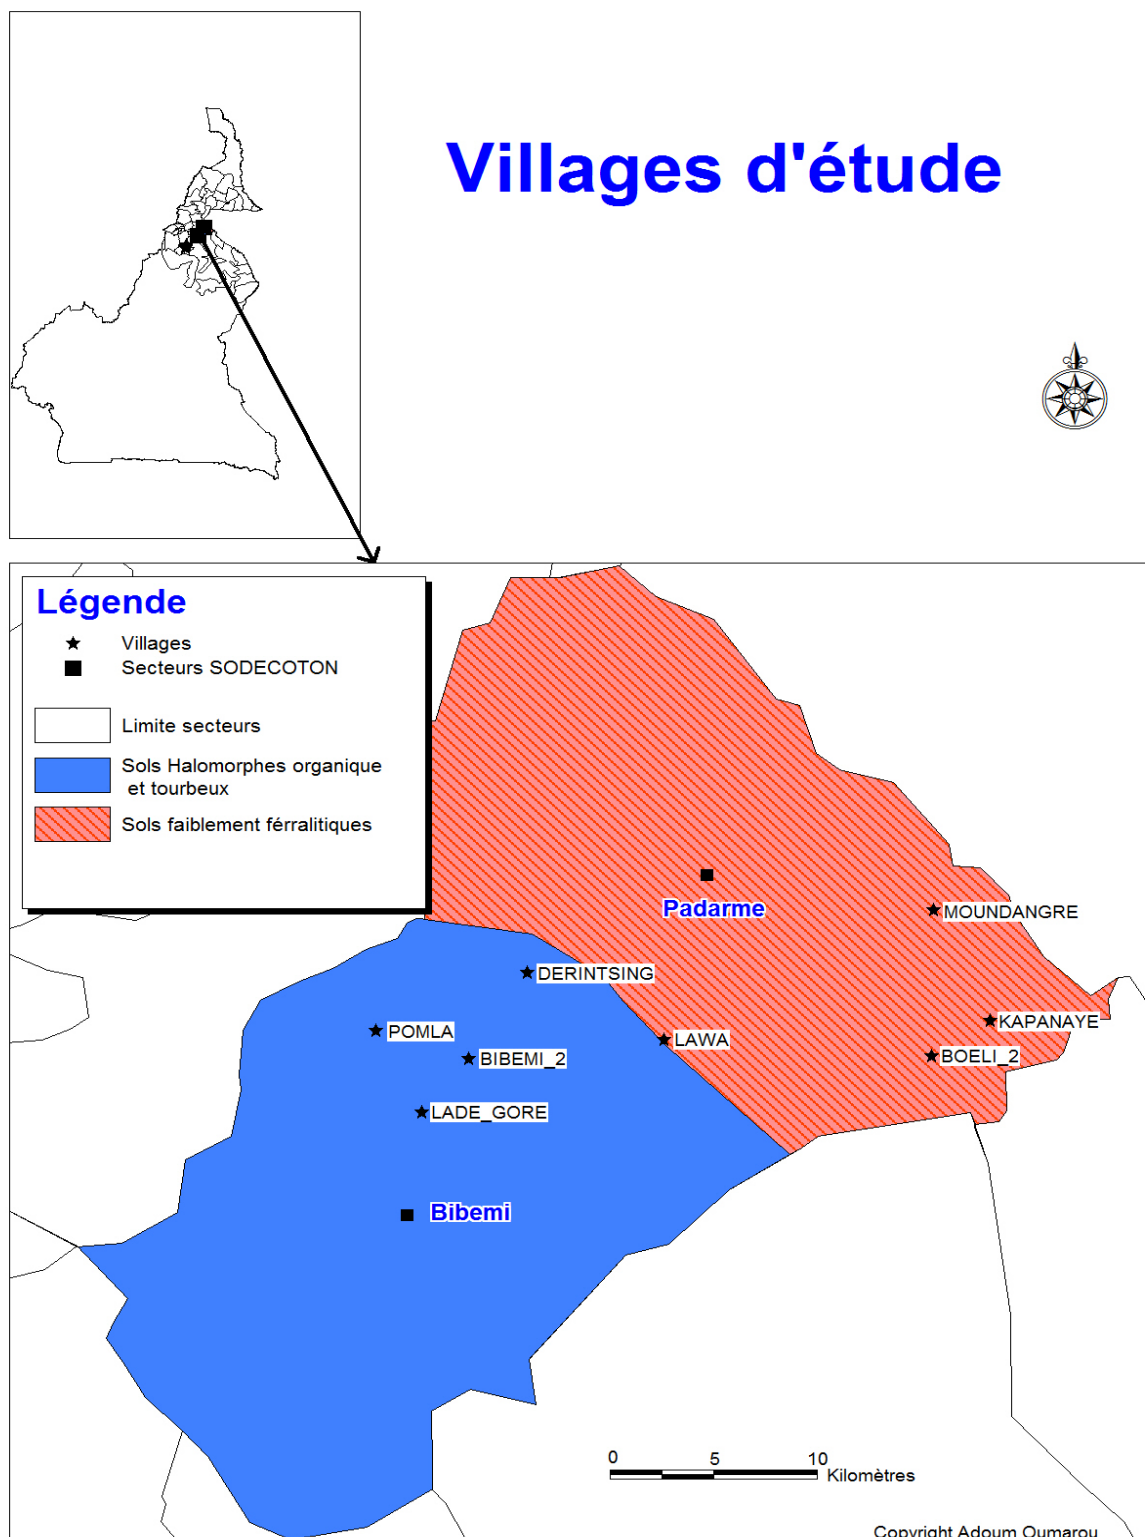 Villages d'étude
Légende
Villages
Secteurs SODECOTON
Limite secteurs
Sols Halomorphes organique
et tourbeux
Sols faiblement férralitiques
Padarme
MOUNDANGRE
DERINTSING
KAPANAYE
POMLA
LAWA
BIBEMI_2
BOELI_2
LADE_GORE
Bibemi
0 5 10
Kilomètres
Copyright Adoum Oumarou